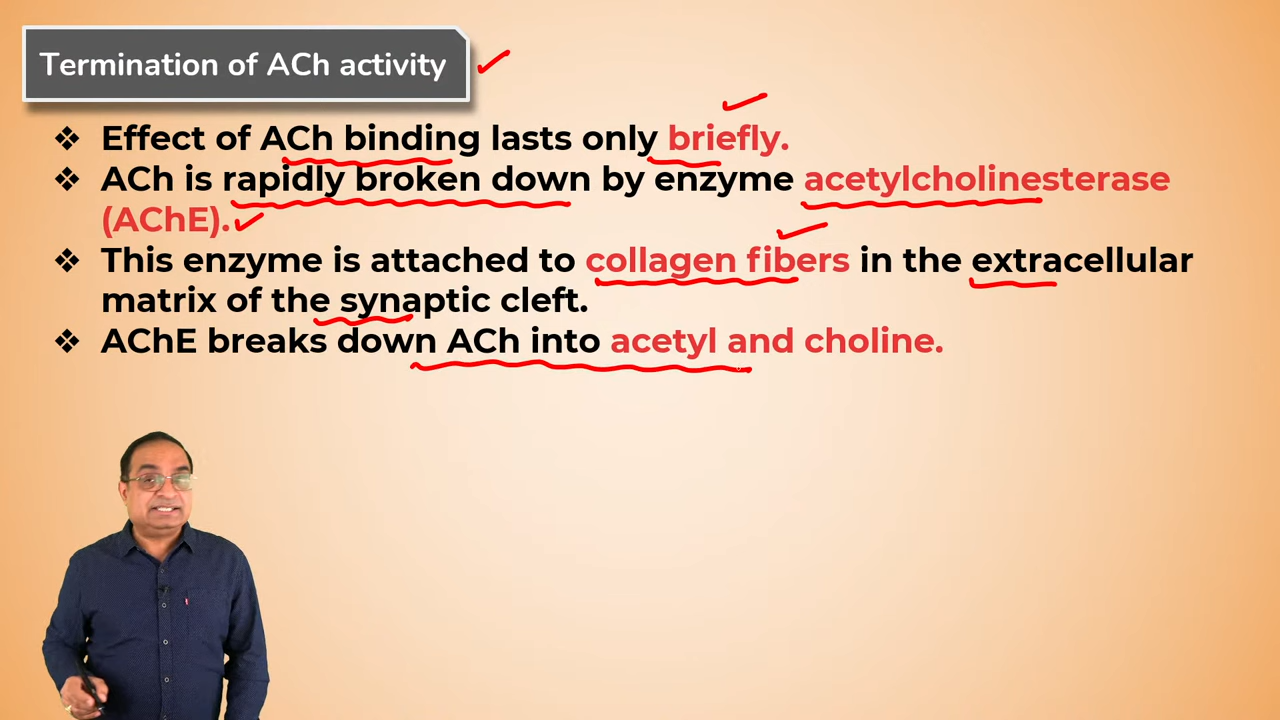 Termination of ACh activity
❖ Effect of ACh binding lasts only briefly.
❖ ACh is rapidly broken down by enzyme acetylcholinesterase
(AChE).
❖ This enzyme is attached to collagen fibers in the extracellular
matrix of the synaptic cleft.
❖ AChE breaks down ACh into acetyl and choline.